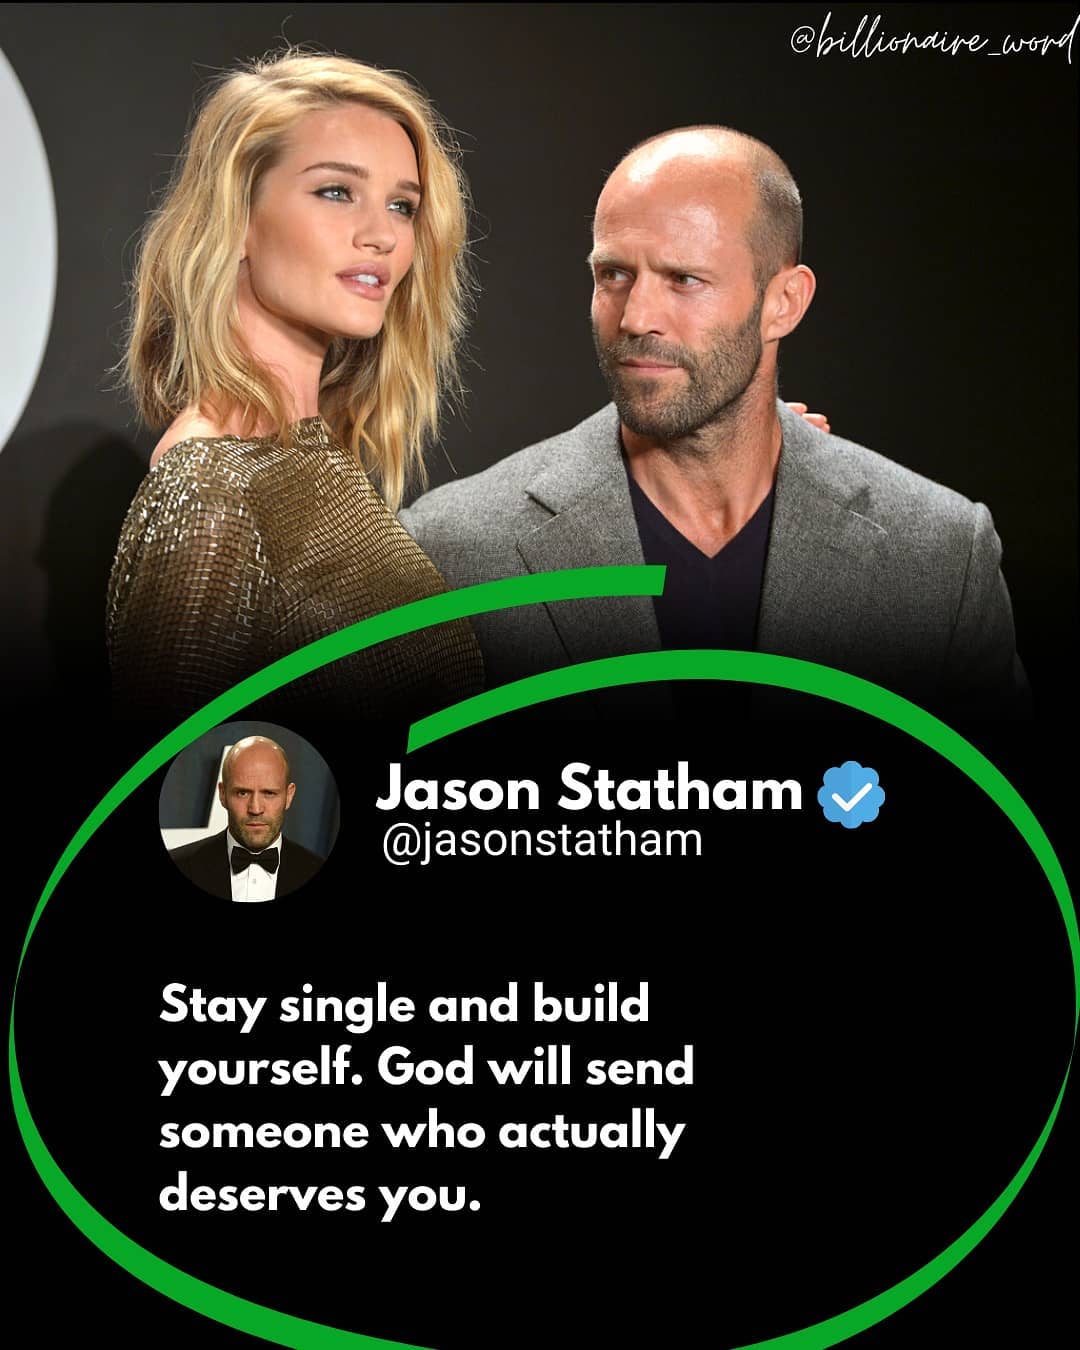 @billionaire_word
Jason Statham
@jasonstatham
Stay single and build
yourself. God will send
someone who actually
deserves you.